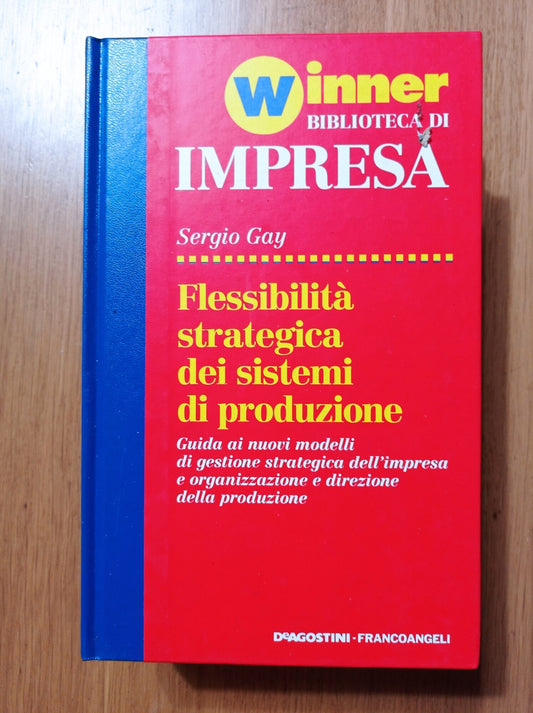 Winner
BIBLIOTECA DI
IMPRESA
Sergio Gay
Flessibilità
strategica
dei sistemi
di produzione
Guida ai nuovi modelli
di gestione strategica dell'impresa
e organizzazione e direzione
della produzione
DeAGOSTINI-FRANCOANGELI